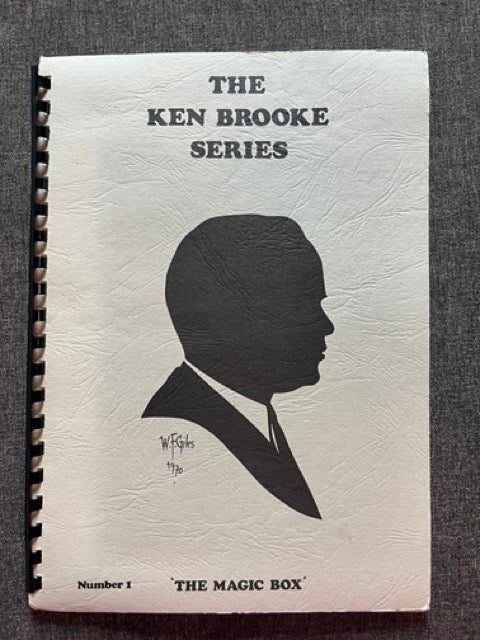 THE
KEN BROOKE
SERIES
W.F.Giles
1970
Number 1 'THE MAGIC BOX'